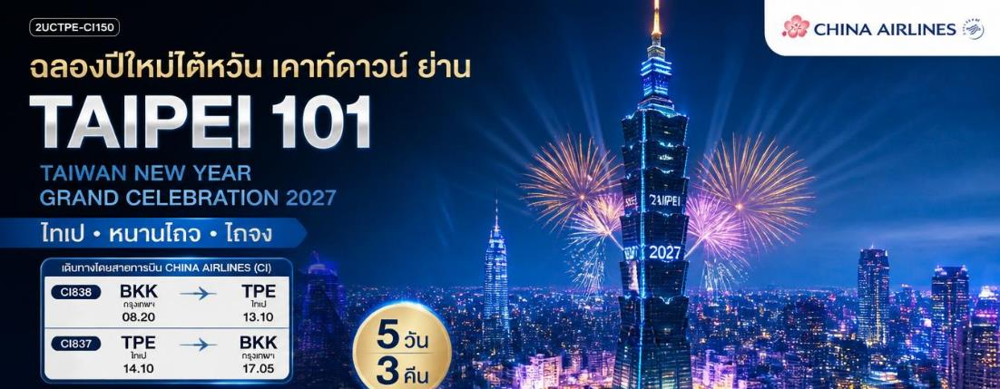 2UCTPE-CI150
CHINA AIRLINES
ฉลองปีใหม่ไต้หวัน เคาท์ดาวน์ ย่าน
TAIPEI 101
TAIWAN NEW YEAR
GRAND CELEBRATION 2027
ไทเป • หนานโถว • ไถจง
เดินทางโดยสายการบิน CHINA AIRLINES (CI)
CI838 BKK TPE
กรุงเทพฯ ไทเป
08.20 13.10
CI837 TPE BKK
ไทเป กรุงเทพฯ
14.10 17.05
5 วัน
3 คืน
TAIPEI
2027